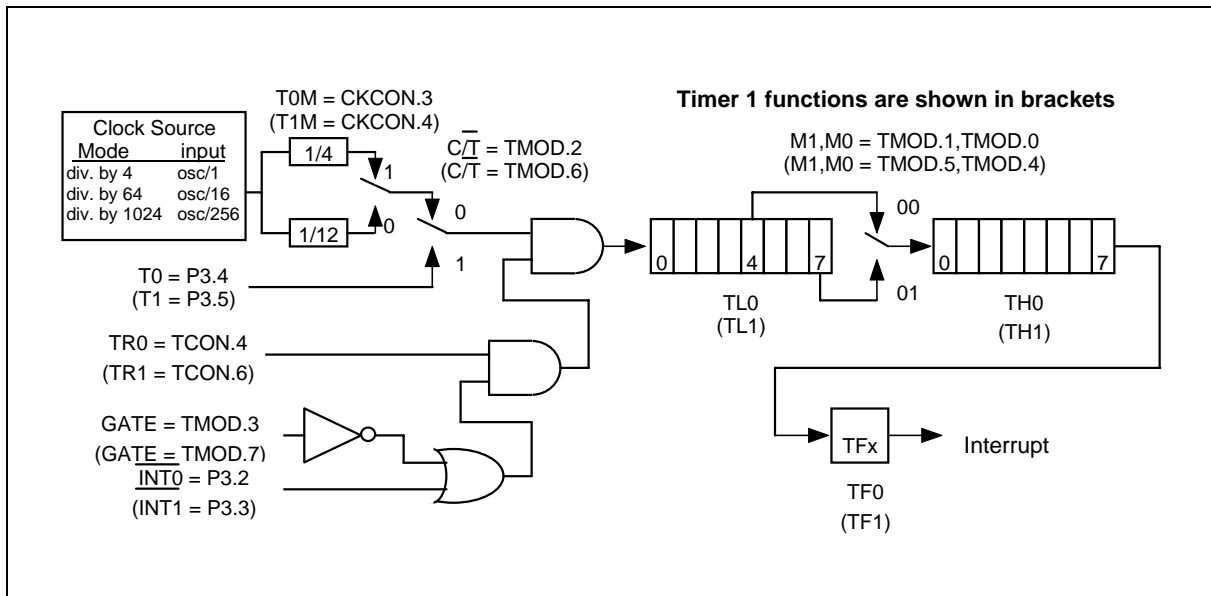 Timer 1 functions are shown in brackets
T0M = CKCON.3
(T1M = CKCON.4)
Clock Source
Mode input
div. by 4 osc/1
div. by 64 osc/16
div. by 1024 osc/256
1/4
1/12
1
0
C/T̅ = TMOD.2
(C/T̅ = TMOD.6)
0
1
T0 = P3.4
(T1 = P3.5)
TR0 = TCON.4
(TR1 = TCON.6)
GATE = TMOD.3
(GATE = TMOD.7)
I̅N̅T̅0̅ = P3.2
(INT1 = P3.3)
M1,M0 = TMOD.1,TMOD.0
(M1,M0 = TMOD.5,TMOD.4)
0 4 7
TL0
(TL1)
00
01
0 7
TH0
(TH1)
TFx
Interrupt
TF0
(TF1)